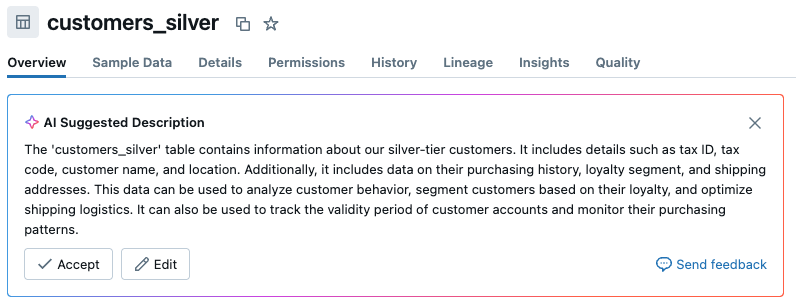 customers_silver
Overview Sample Data Details Permissions History Lineage Insights Quality
AI Suggested Description
The 'customers_silver' table contains information about our silver-tier customers. It includes details such as tax ID, tax
code, customer name, and location. Additionally, it includes data on their purchasing history, loyalty segment, and shipping
addresses. This data can be used to analyze customer behavior, segment customers based on their loyalty, and optimize
shipping logistics. It can also be used to track the validity period of customer accounts and monitor their purchasing
patterns.
Accept Edit Send feedback